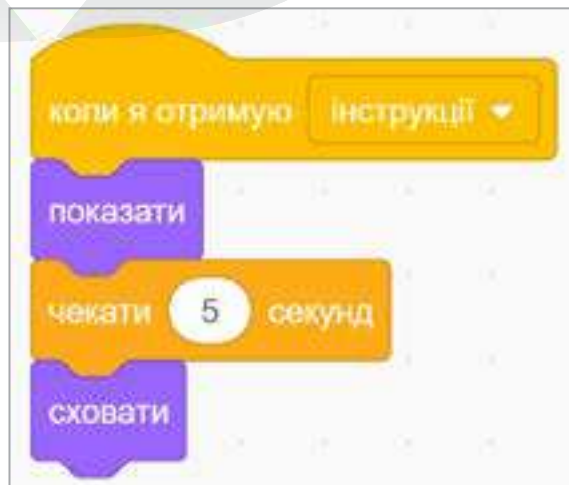 коли я отримую інструкції
показати
чекати 5 секунд
сховати